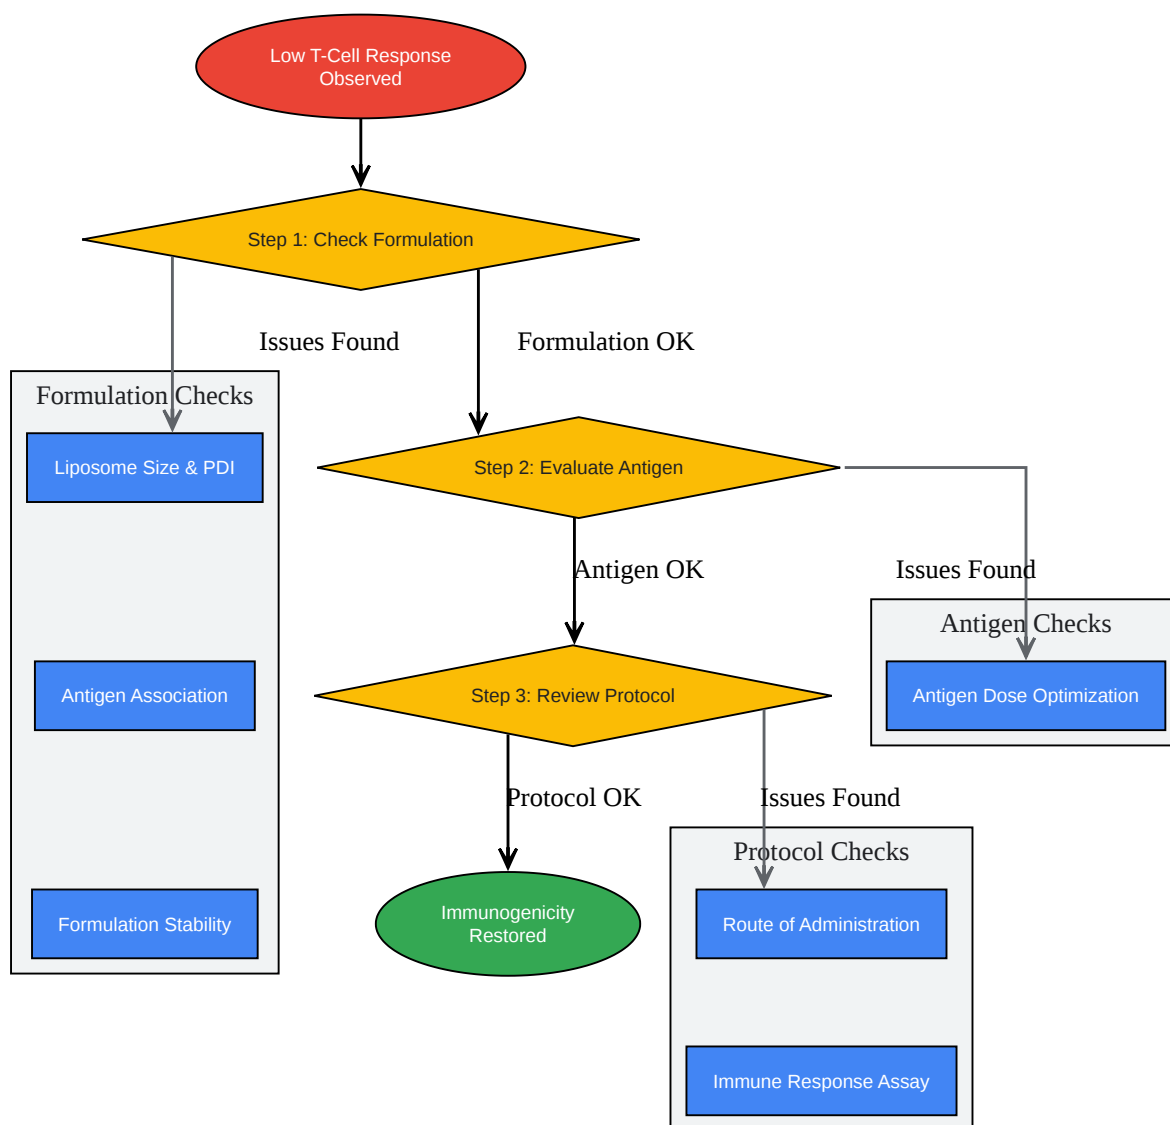 Low T-Cell Response
Observed
Step 1: Check Formulation
Issues Found
Formulation OK
Formulation Checks
Liposome Size & PDI
Step 2: Evaluate Antigen
Antigen OK
Issues Found
Antigen Checks
Antigen Association
Step 3: Review Protocol
Antigen Dose Optimization
Protocol OK
Issues Found
Protocol Checks
Formulation Stability
Immunogenicity
Restored
Route of Administration
Immune Response Assay